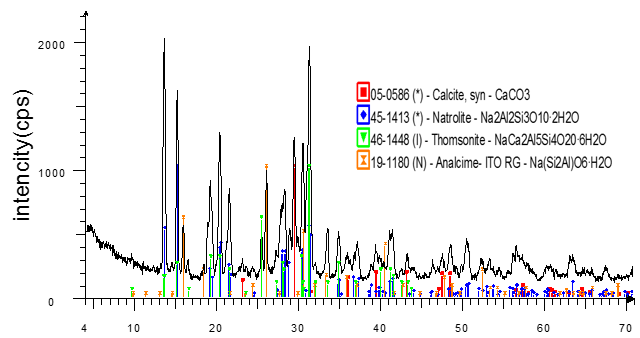 2000
1000
0
intencity(cps)
05-0586 (*) - Calcite, syn - CaCO3
45-1413 (*) - Natrolite - Na2Al2Si3O10·2H2O
46-1448 (I) - Thomsonite - NaCa2Al5Si4O20·6H2O
19-1180 (N) - Analcime- ITO RG - Na(Si2Al)O6·H2O
4 10 20 30 40 50 60 70